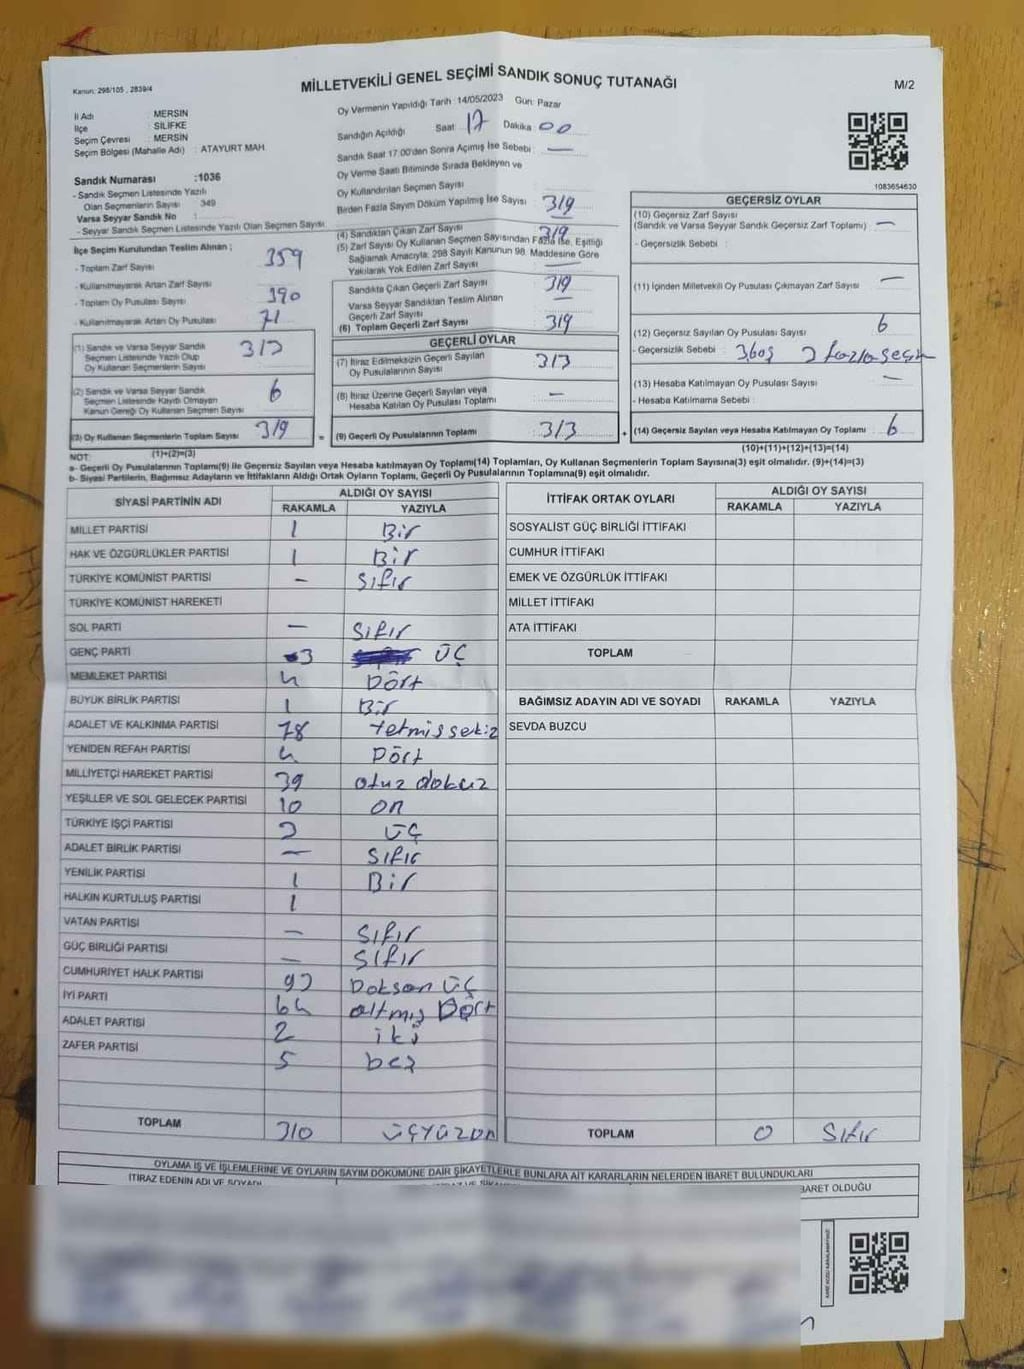 Kanun: 298/105 , 2839/4
MİLLETVEKİLİ GENEL SEÇİMİ SANDIK SONUÇ TUTANAĞI
M/2
İl Adı : MERSİN
İlçe : SİLİFKE
Seçim Çevresi : MERSİN
Seçim Bölgesi (Mahalle Adı) : ATAYURT MAH
Oy Vermenin Yapıldığı Tarih :14/05/2023 Gün: Pazar
Sandığın Açıldığı Saat : 17 Dakika : 00
Sandık Saat 17.00'den Sonra Açımış İse Sebebi : —
Oy Verme Saati Bitiminde Sırada Bekleyen ve
Oy Kullandırılan Seçmen Sayısı
Birden Fazla Sayım Döküm Yapılmış İse Sayısı 319
1083654630
Sandık Numarası :1036
- Sandık Seçmen Listesinde Yazılı
Olan Seçmenlerin Sayısı 349
Varsa Seyyar Sandık No :
- Seyyar Sandık Seçmen Listesinde Yazılı Olan Seçmen Sayısı
İlçe Seçim Kurulundan Teslim Alınan ;
- Toplam Zarf Sayısı 359
- Kullanılmayarak Artan Zarf Sayısı
- Toplam Oy Pusulası Sayısı 390
- Kullanılmayarak Artan Oy Pusulası 71
(1) Sandık ve Varsa Seyyar Sandık
Seçmen Listesinde Yazılı Olup
Oy Kullanan Seçmenlerin Sayısı 313
(2) Sandık ve Varsa Seyyar Sandık
Seçmen Listesinde Kayıtlı Olmayan
Kanun Gereği Oy Kullanan Seçmen Sayısı 6
(3) Oy Kullanan Seçmenlerin Toplam Sayısı 319
(1)+(2)=(3)
(4) Sandıktan Çıkan Zarf Sayısı 319
(5) Zarf Sayısı Oy Kullanan Seçmen Sayısından Fazla İse, Eşitliği
Sağlamak Amacıyla; 298 Sayılı Kanunun 98. Maddesine Göre
Yakılarak Yok Edilen Zarf Sayısı —
Sandıkta Çıkan Geçerli Zarf Sayısı 319
Varsa Seyyar Sandıktan Teslim Alınan
Geçerli Zarf Sayısı —
(6) Toplam Geçerli Zarf Sayısı 319
GEÇERLİ OYLAR
(7) İtiraz Edilmeksizin Geçerli Sayılan
Oy Pusulalarının Sayısı 313
(8) İtiraz Üzerine Geçerli Sayılan veya
Hesaba Katılan Oy Pusulası Toplamı —
= (9) Geçerli Oy Pusulalarının Toplamı 313
GEÇERSİZ OYLAR
(10) Geçersiz Zarf Sayısı
(Sandık ve Varsa Seyyar Sandık Geçersiz Zarf Toplamı) —
- Geçersizlik Sebebi :
(11) İçinden Milletvekili Oy Pusulası Çıkmayan Zarf Sayısı —
(12) Geçersiz Sayılan Oy Pusulası Sayısı 6
- Geçersizlik Sebebi : 3 boş 3 fazla seçim
(13) Hesaba Katılmayan Oy Pusulası Sayısı —
- Hesaba Katılmama Sebebi :
+ (14) Geçersiz Sayılan veya Hesaba Katılmayan Oy Toplamı 6
(10)+(11)+(12)+(13)=(14)
NOT:
a- Geçerli Oy Pusulalarının Toplamı(9) ile Geçersiz Sayılan veya Hesaba katılmayan Oy Toplamı(14) Toplamları, Oy Kullanan Seçmenlerin Toplam Sayısına(3) eşit olmalıdır. (9)+(14)=(3)
b- Siyasi Partilerin, Bağımsız Adayların ve İttifakların Aldığı Ortak Oyların Toplamı, Geçerli Oy Pusulalarının Toplamına(9) eşit olmalıdır.
SİYASİ PARTİNİN ADI ALDIĞI OY SAYISI
RAKAMLA YAZIYLA
MİLLET PARTİSİ 1 Bir
HAK VE ÖZGÜRLÜKLER PARTİSİ 1 Bir
TÜRKİYE KOMÜNİST PARTİSİ — Sıfır
TÜRKİYE KOMÜNİST HAREKETİ
SOL PARTİ — Sıfır
GENÇ PARTİ 3 ÜÇ
MEMLEKET PARTİSİ 4 Dört
BÜYÜK BİRLİK PARTİSİ 1 Bir
ADALET VE KALKINMA PARTİSİ 78 Yetmiş sekiz
YENİDEN REFAH PARTİSİ 4 Dört
MİLLİYETÇİ HAREKET PARTİSİ 39 otuz dokuz
YEŞİLLER VE SOL GELECEK PARTİSİ 10 on
TÜRKİYE İŞÇİ PARTİSİ 3 ÜÇ
ADALET BİRLİK PARTİSİ — Sıfır
YENİLİK PARTİSİ 1 Bir
HALKIN KURTULUŞ PARTİSİ 1
VATAN PARTİSİ — Sıfır
GÜÇ BİRLİĞİ PARTİSİ — Sıfır
CUMHURİYET HALK PARTİSİ 93 Doksan üç
İYİ PARTİ 64 altmış Dört
ADALET PARTİSİ 2 iki
ZAFER PARTİSİ 5 beş
TOPLAM 310 üçyüzon
İTTİFAK ORTAK OYLARI ALDIĞI OY SAYISI
RAKAMLA YAZIYLA
SOSYALİST GÜÇ BİRLİĞİ İTTİFAKI
CUMHUR İTTİFAKI
EMEK VE ÖZGÜRLÜK İTTİFAKI
MİLLET İTTİFAKI
ATA İTTİFAKI
TOPLAM
BAĞIMSIZ ADAYIN ADI VE SOYADI RAKAMLA YAZIYLA
SEVDA BUZCU
TOPLAM 0 Sıfır
OYLAMA İŞ VE İŞLEMLERİNE VE OYLARIN SAYIM DÖKÜMÜNE DAİR ŞİKAYETLERLE BUNLARA AİT KARARLARIN NELERDEN İBARET BULUNDUKLARI
İTİRAZ EDENİN ADI VE SOYADI
BARET OLDUĞU